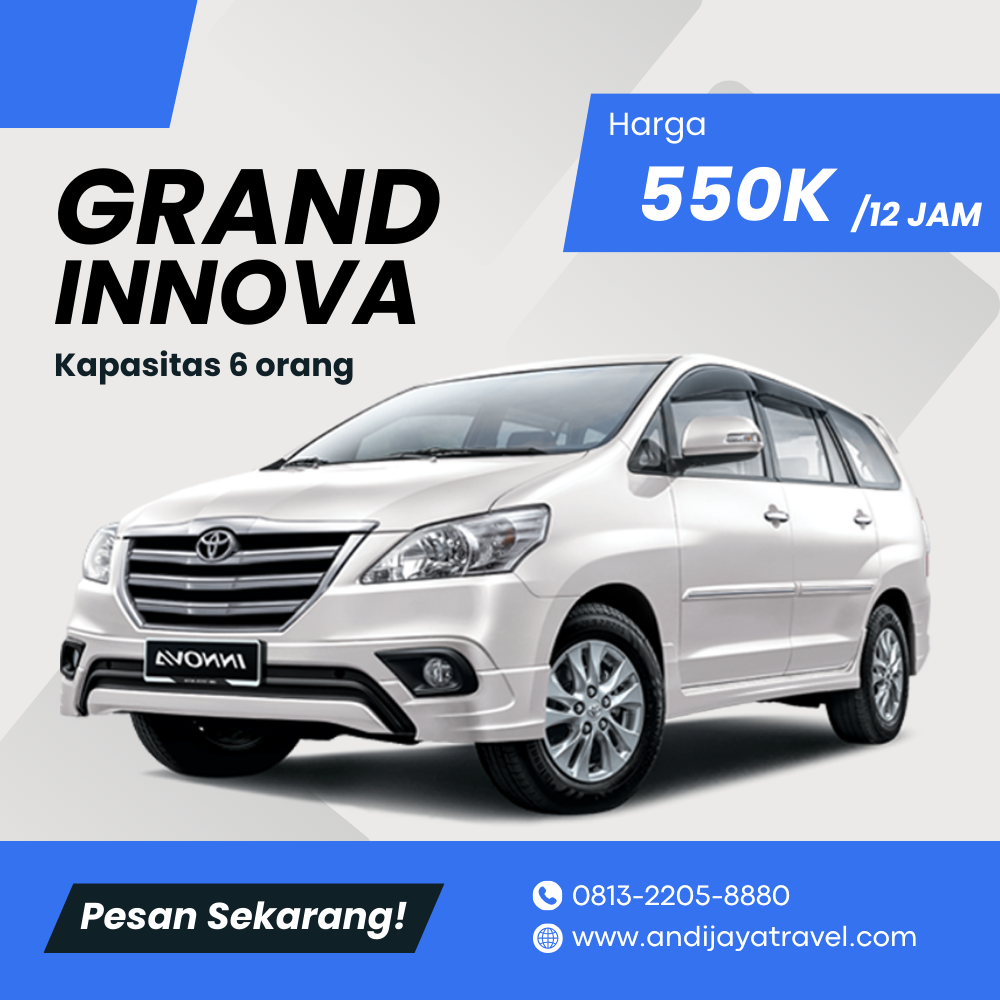 GRAND
INNOVA
Kapasitas 6 orang
Harga
550K /12 JAM
INNOVA
Pesan Sekarang!
0813-2205-8880
www.andijayatravel.com